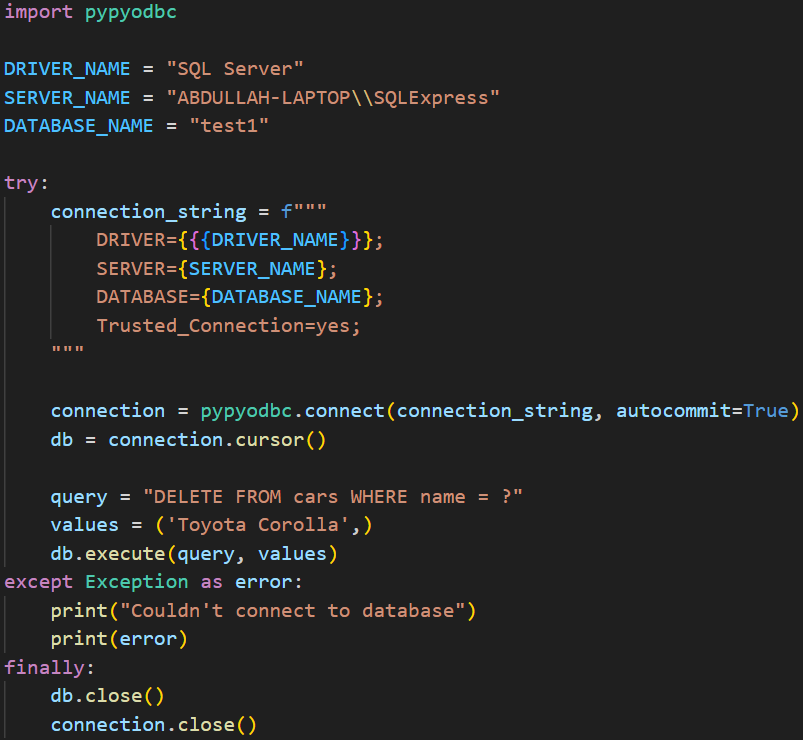 import pypyodbc
DRIVER_NAME = "SQL Server"
SERVER_NAME = "ABDULLAH-LAPTOP\\SQLExpress"
DATABASE_NAME = "test1"
try:
    connection_string = f"""
        DRIVER={{{DRIVER_NAME}}};
        SERVER={SERVER_NAME};
        DATABASE={DATABASE_NAME};
        Trusted_Connection=yes;
    """
    connection = pypyodbc.connect(connection_string, autocommit=True)
    db = connection.cursor()
    query = "DELETE FROM cars WHERE name = ?"
    values = ('Toyota Corolla',)
    db.execute(query, values)
except Exception as error:
    print("Couldn't connect to database")
    print(error)
finally:
    db.close()
    connection.close()